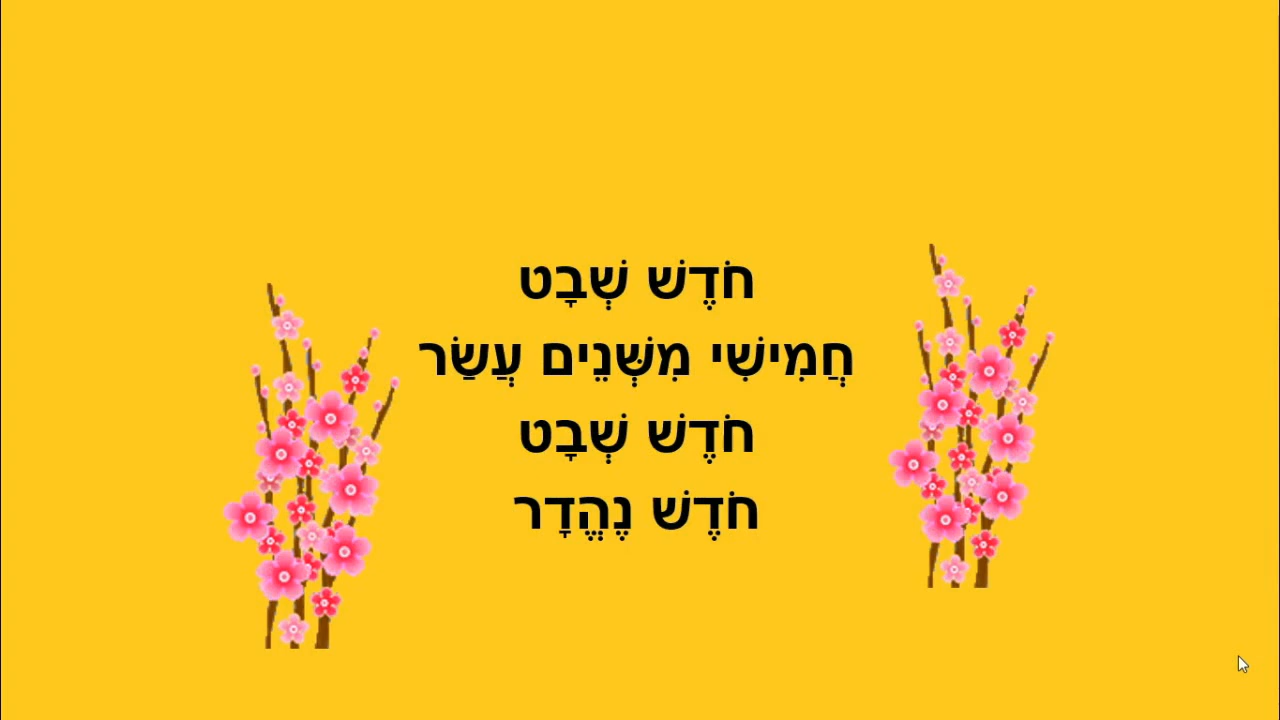 חֹדֶשׁ שְׁבָט
חֲמִישִׁי מִשְּׁנֵים עֲשַׂר
חֹדֶשׁ שְׁבָט
חֹדֶשׁ נֶהֱדָר